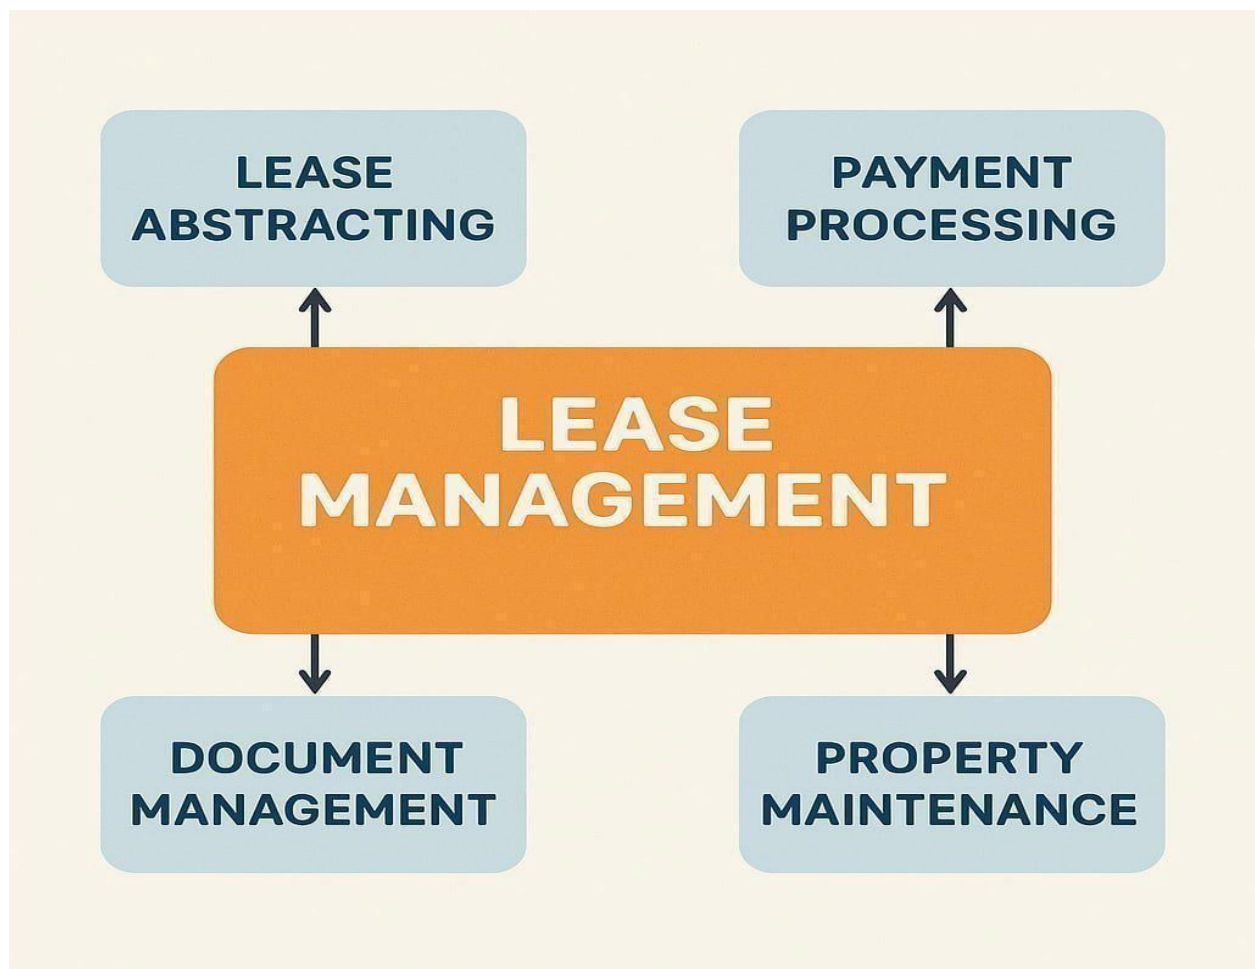 LEASE
ABSTRACTING
PAYMENT
PROCESSING
LEASE
MANAGEMENT
DOCUMENT
MANAGEMENT
PROPERTY
MAINTENANCE